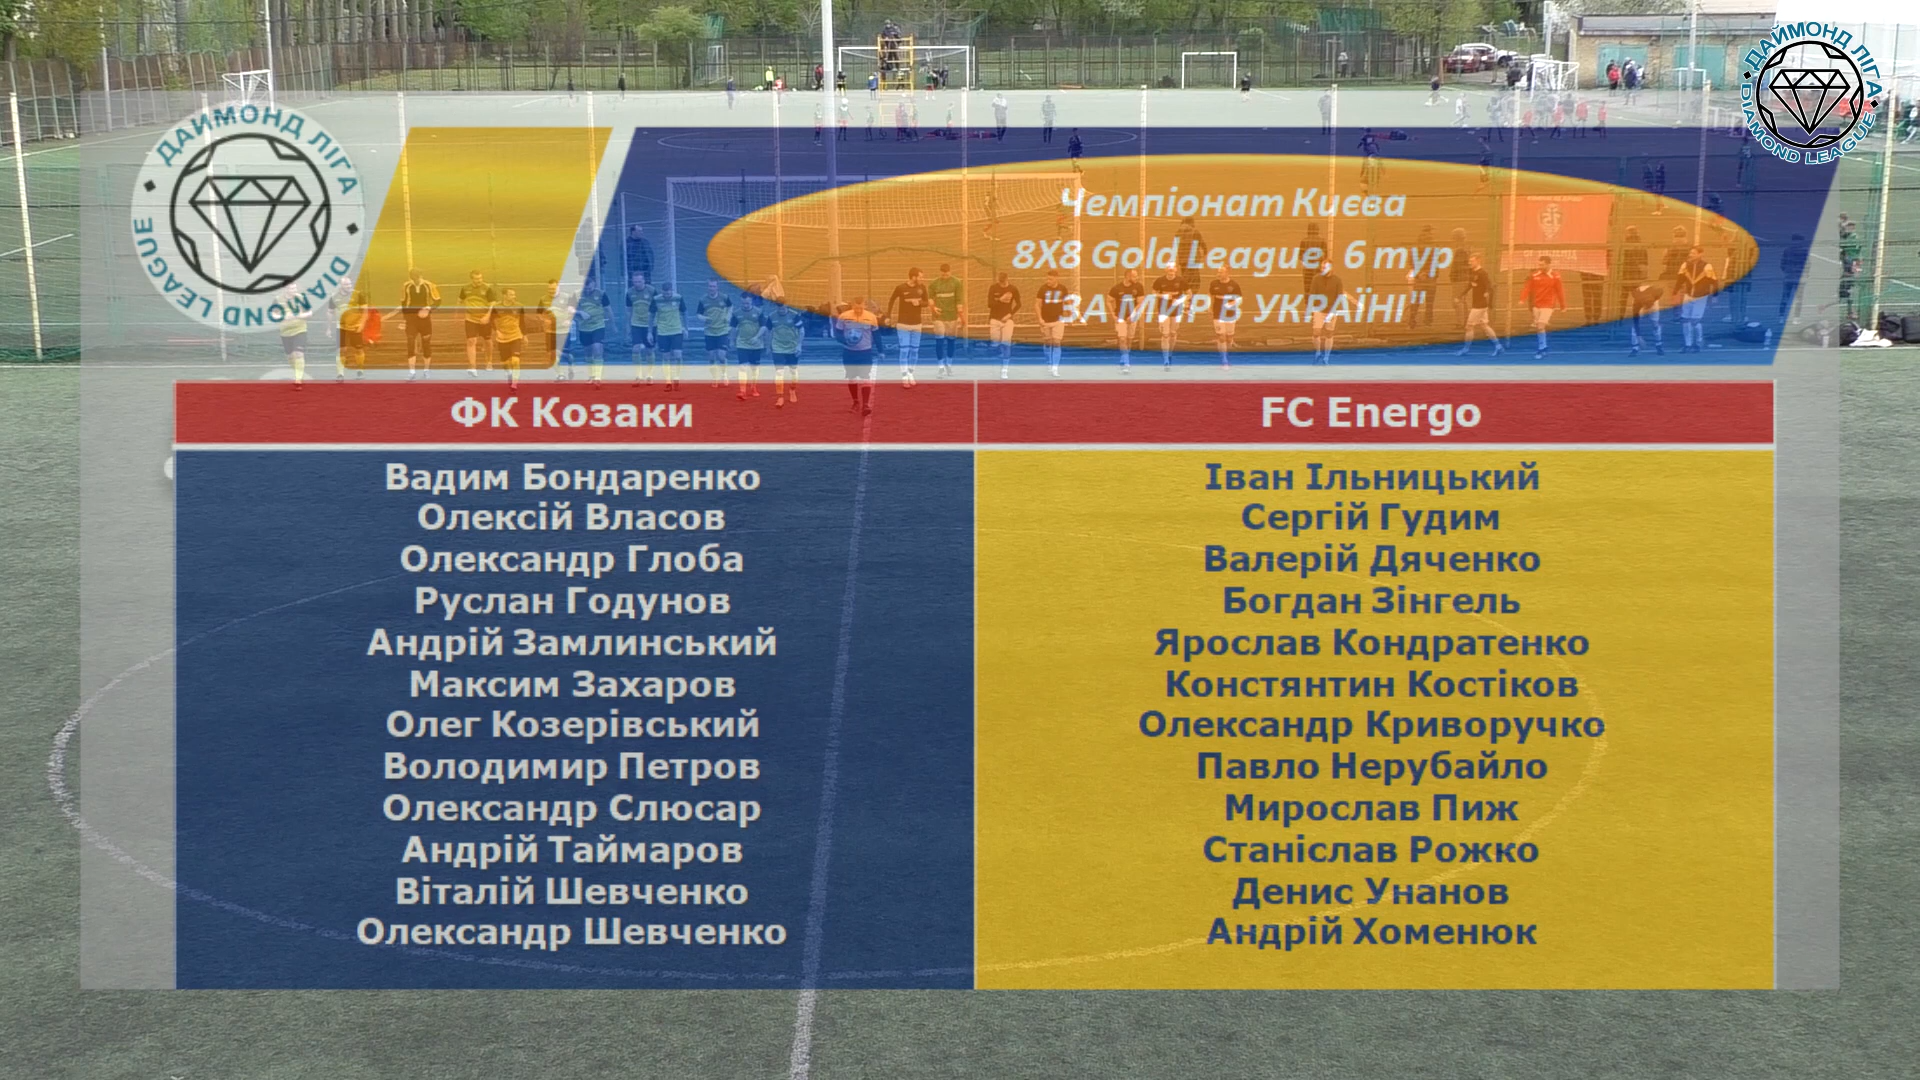 ДАЙМОНД ЛІГА
DIAMOND LEAGUE
ДАЙМОНД ЛІГА
DIAMOND LEAGUE
Чемпіонат Києва
8Х8 Gold League, 6 тур
"ЗА МИР В УКРАЇНІ"
ФК Козаки
FC Energo
Вадим Бондаренко
Іван Ільницький
Олексій Власов
Сергій Гудим
Олександр Глоба
Валерій Дяченко
Руслан Годунов
Богдан Зінгель
Андрій Замлинський
Ярослав Кондратенко
Максим Захаров
Констянтин Костіков
Олег Козерівський
Олександр Криворучко
Володимир Петров
Павло Нерубайло
Олександр Слюсар
Мирослав Пиж
Андрій Таймаров
Станіслав Рожко
Віталій Шевченко
Денис Унанов
Олександр Шевченко
Андрій Хоменюк